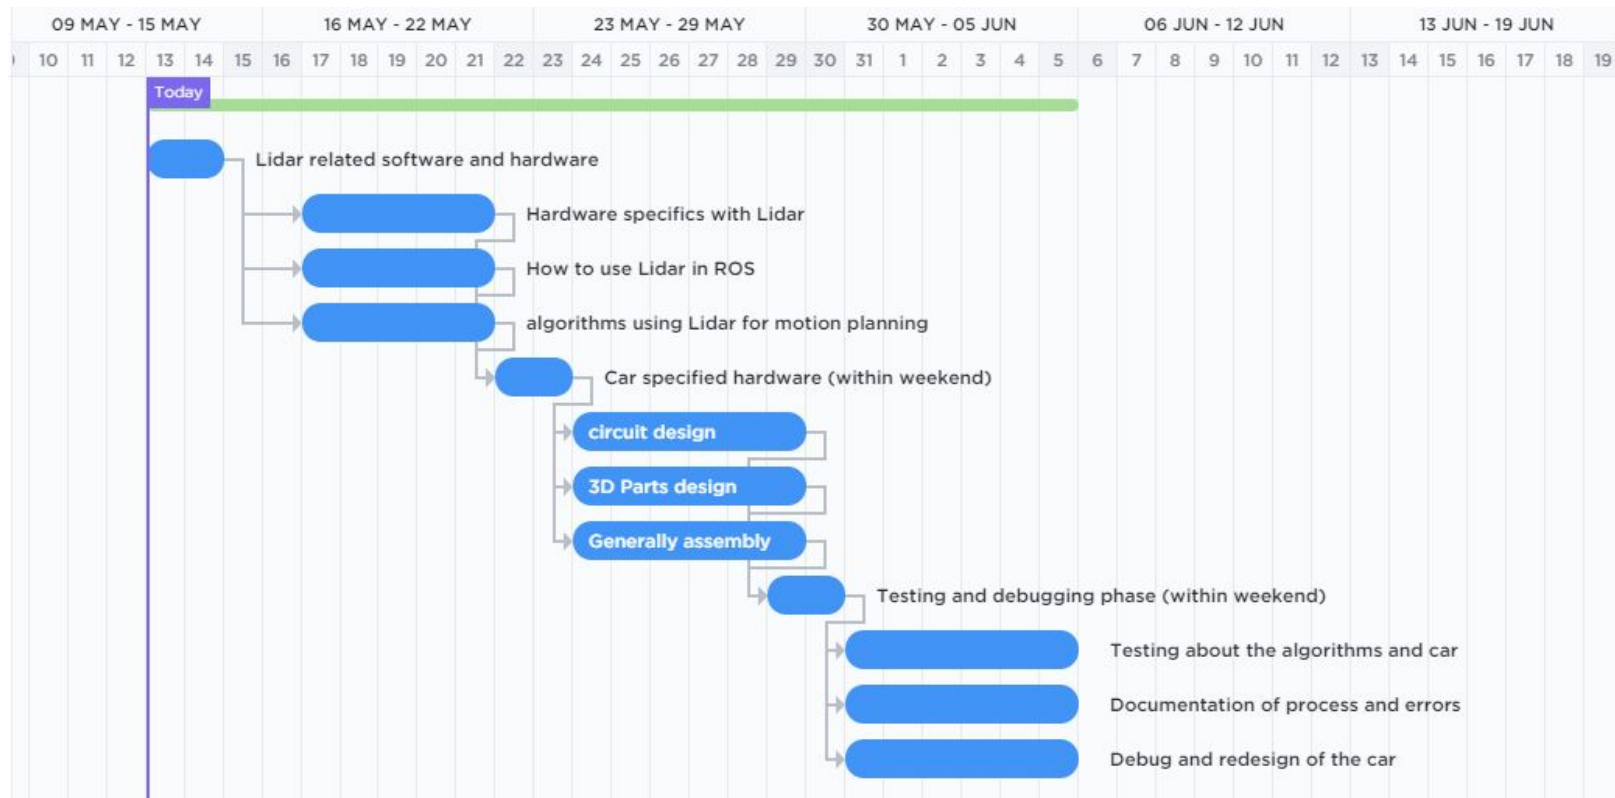 09 MAY - 15 MAY 16 MAY - 22 MAY 23 MAY - 29 MAY 30 MAY - 05 JUN 06 JUN - 12 JUN 13 JUN - 19 JUN
10 11 12 13 14 15 16 17 18 19 20 21 22 23 24 25 26 27 28 29 30 31 1 2 3 4 5 6 7 8 9 10 11 12 13 14 15 16 17 18 19
Today
Lidar related software and hardware
Hardware specifics with Lidar
How to use Lidar in ROS
algorithms using Lidar for motion planning
Car specified hardware (within weekend)
circuit design
3D Parts design
Generally assembly
Testing and debugging phase (within weekend)
Testing about the algorithms and car
Documentation of process and errors
Debug and redesign of the car